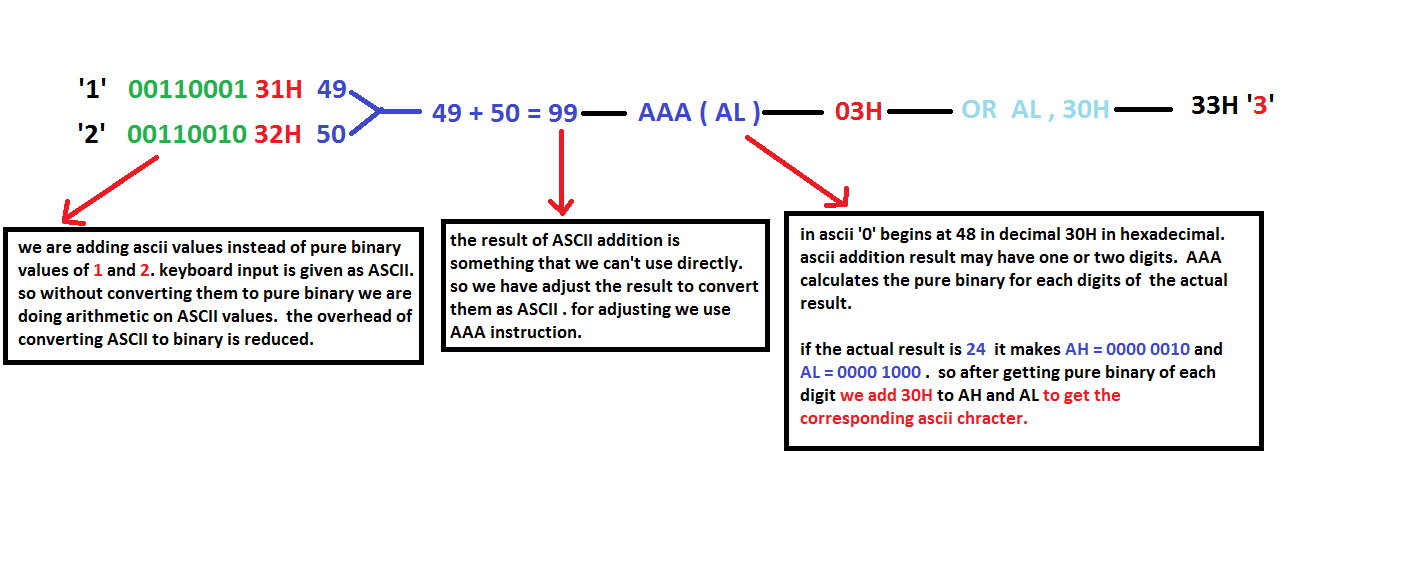 '1' 00110001 31H 49
'2' 00110010 32H 50
49 + 50 = 99
AAA ( AL )
03H
OR AL , 30H
33H '3'
we are adding ascii values instead of pure binary
values of 1 and 2. keyboard input is given as ASCII.
so without converting them to pure binary we are
doing arithmetic on ASCII values. the overhead of
converting ASCII to binary is reduced.
the result of ASCII addition is
something that we can't use directly.
so we have adjust the result to convert
them as ASCII . for adjusting we use
AAA instruction.
in ascii '0' begins at 48 in decimal 30H in hexadecimal.
ascii addition result may have one or two digits. AAA
calculates the pure binary for each digits of the actual
result.
if the actual result is 24 it makes AH = 0000 0010 and
AL = 0000 1000 . so after getting pure binary of each
digit we add 30H to AH and AL to get the
corresponding ascii chracter.